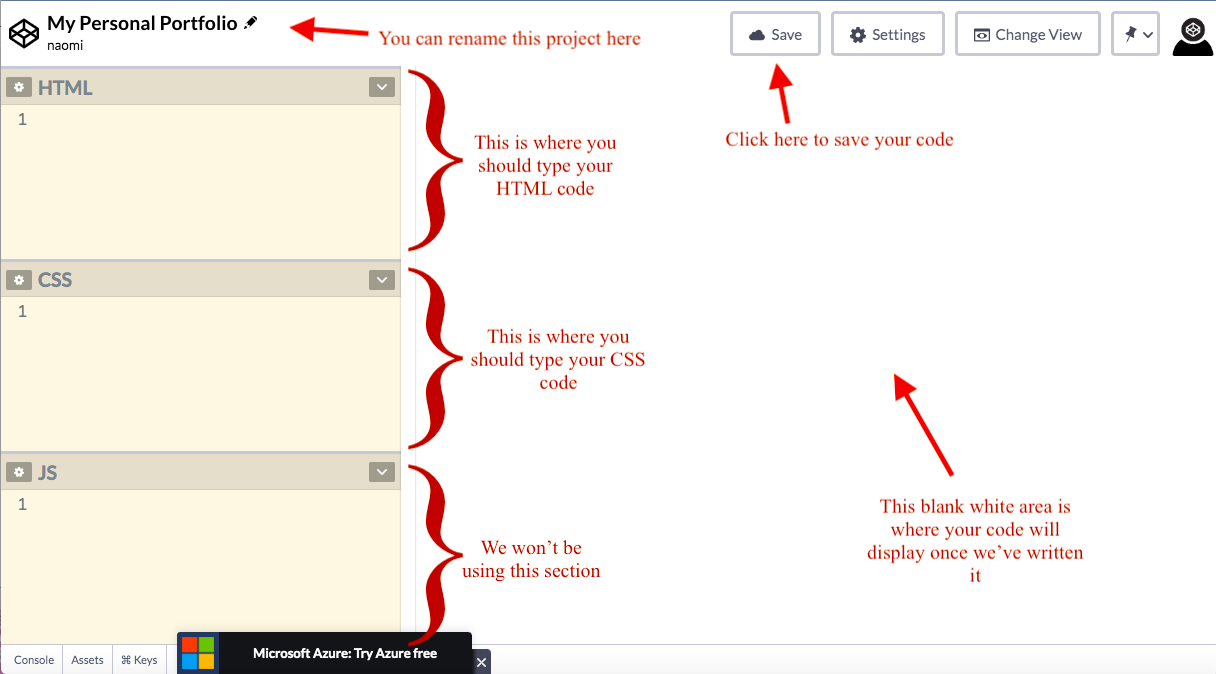 My Personal Portfolio
naomi
You can rename this project here
Save
Settings
Change View
Click here to save your code
HTML
1
This is where you
should type your
HTML code
CSS
1
This is where you
should type your CSS
code
JS
1
We won’t be
using this section
This blank white area is
where your code will
display once we’ve written
it
Console
Assets
⌘ Keys
Microsoft Azure: Try Azure free